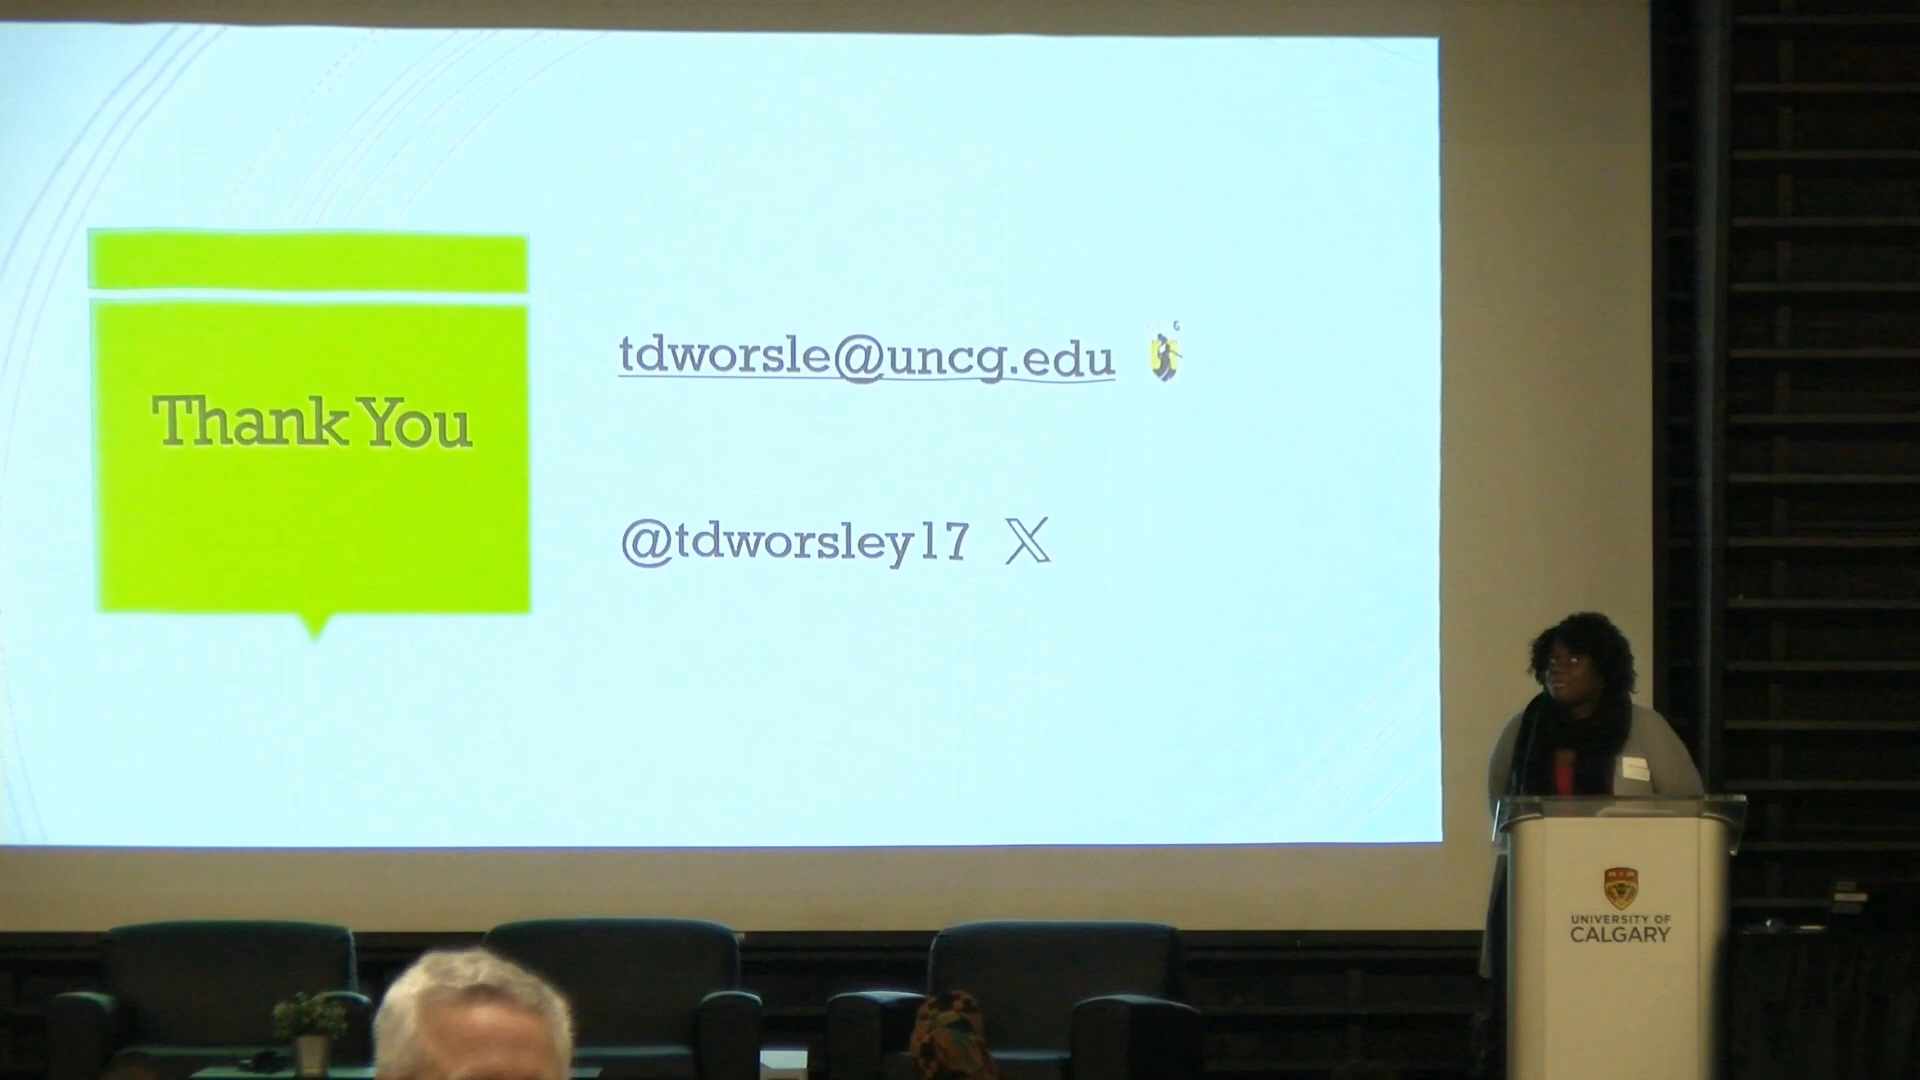 Thank You
tdworsle@uncg.edu
@tdworsley17 X
UNIVERSITY OF
CALGARY